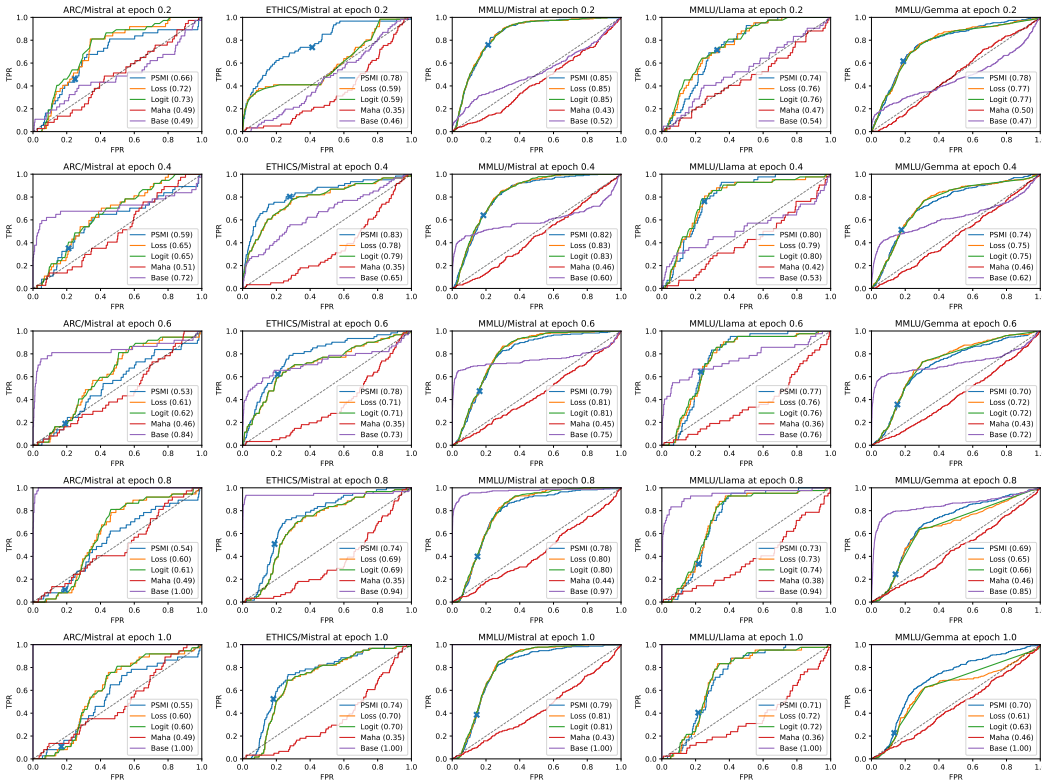 ARC/Mistral at epoch 0.2
ETHICS/Mistral at epoch 0.2
MMLU/Mistral at epoch 0.2
MMLU/Llama at epoch 0.2
MMLU/Gemma at epoch 0.2
TPR
1.0
0.8
0.6
0.4
0.2
0.0
0.0 0.2 0.4 0.6 0.8 1.0
FPR
PSMI (0.66)
Loss (0.72)
Logit (0.73)
Maha (0.49)
Base (0.49)
PSMI (0.78)
Loss (0.59)
Logit (0.59)
Maha (0.35)
Base (0.46)
PSMI (0.85)
Loss (0.85)
Logit (0.85)
Maha (0.43)
Base (0.52)
PSMI (0.74)
Loss (0.76)
Logit (0.76)
Maha (0.47)
Base (0.54)
PSMI (0.78)
Loss (0.77)
Logit (0.77)
Maha (0.50)
Base (0.47)
ARC/Mistral at epoch 0.4
ETHICS/Mistral at epoch 0.4
MMLU/Mistral at epoch 0.4
MMLU/Llama at epoch 0.4
MMLU/Gemma at epoch 0.4
PSMI (0.59)
Loss (0.65)
Logit (0.65)
Maha (0.51)
Base (0.72)
PSMI (0.83)
Loss (0.78)
Logit (0.79)
Maha (0.35)
Base (0.65)
PSMI (0.82)
Loss (0.83)
Logit (0.83)
Maha (0.46)
Base (0.60)
PSMI (0.80)
Loss (0.79)
Logit (0.80)
Maha (0.42)
Base (0.53)
PSMI (0.74)
Loss (0.75)
Logit (0.75)
Maha (0.46)
Base (0.62)
ARC/Mistral at epoch 0.6
ETHICS/Mistral at epoch 0.6
MMLU/Mistral at epoch 0.6
MMLU/Llama at epoch 0.6
MMLU/Gemma at epoch 0.6
PSMI (0.53)
Loss (0.61)
Logit (0.62)
Maha (0.46)
Base (0.84)
PSMI (0.78)
Loss (0.71)
Logit (0.71)
Maha (0.35)
Base (0.73)
PSMI (0.79)
Loss (0.81)
Logit (0.81)
Maha (0.45)
Base (0.75)
PSMI (0.77)
Loss (0.76)
Logit (0.76)
Maha (0.36)
Base (0.76)
PSMI (0.70)
Loss (0.72)
Logit (0.72)
Maha (0.43)
Base (0.72)
ARC/Mistral at epoch 0.8
ETHICS/Mistral at epoch 0.8
MMLU/Mistral at epoch 0.8
MMLU/Llama at epoch 0.8
MMLU/Gemma at epoch 0.8
PSMI (0.54)
Loss (0.60)
Logit (0.61)
Maha (0.49)
Base (1.00)
PSMI (0.74)
Loss (0.69)
Logit (0.69)
Maha (0.35)
Base (0.94)
PSMI (0.78)
Loss (0.80)
Logit (0.80)
Maha (0.44)
Base (0.97)
PSMI (0.73)
Loss (0.73)
Logit (0.74)
Maha (0.38)
Base (0.94)
PSMI (0.69)
Loss (0.65)
Logit (0.66)
Maha (0.46)
Base (0.85)
ARC/Mistral at epoch 1.0
ETHICS/Mistral at epoch 1.0
MMLU/Mistral at epoch 1.0
MMLU/Llama at epoch 1.0
MMLU/Gemma at epoch 1.0
PSMI (0.55)
Loss (0.60)
Logit (0.60)
Maha (0.49)
Base (1.00)
PSMI (0.74)
Loss (0.70)
Logit (0.70)
Maha (0.35)
Base (1.00)
PSMI (0.79)
Loss (0.81)
Logit (0.81)
Maha (0.43)
Base (1.00)
PSMI (0.71)
Loss (0.72)
Logit (0.72)
Maha (0.36)
Base (1.00)
PSMI (0.70)
Loss (0.61)
Logit (0.63)
Maha (0.46)
Base (1.00)